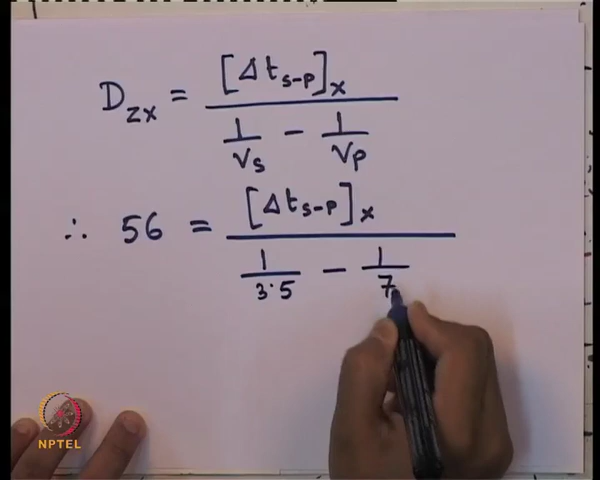 D_zx = [Δt_s-p]_x / (1/V_s − 1/V_p)
∴ 56 = [Δt_s-p]_x / (1/3.5 − 1/7)
NPTEL